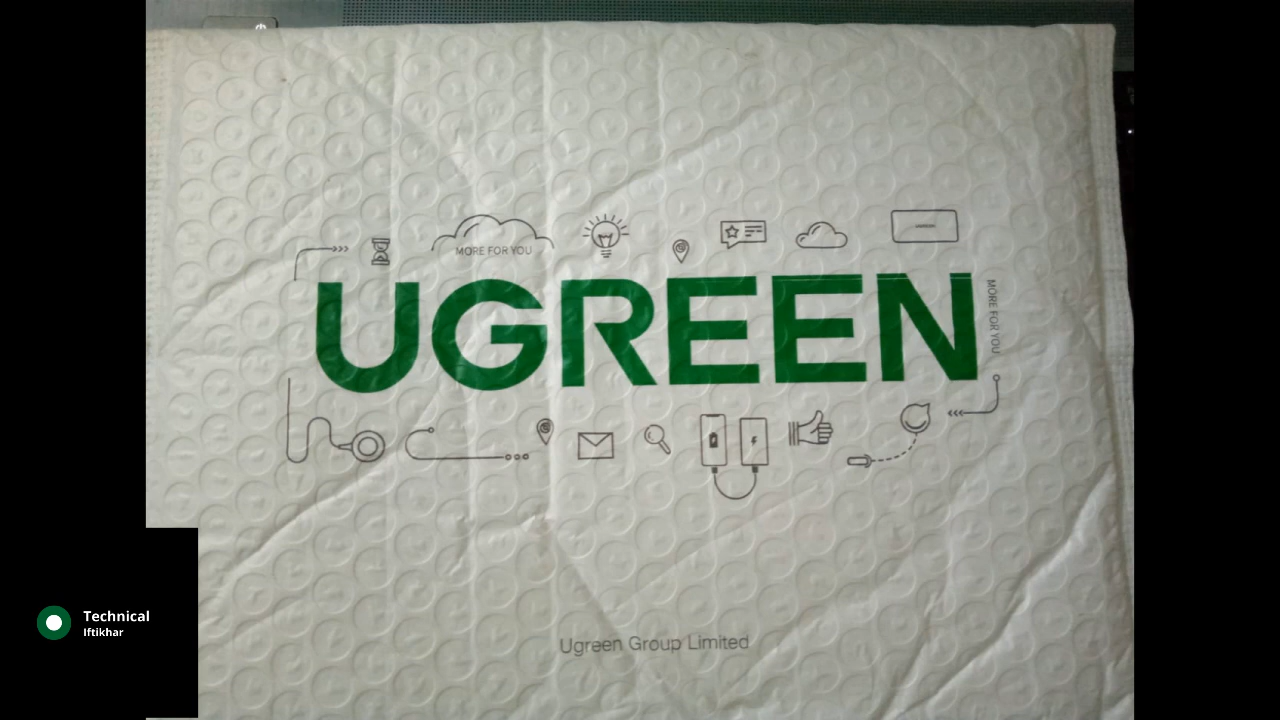 MORE FOR YOU
UGREEN
MORE FOR YOU
Ugreen Group Limited
Technical
Iftikhar